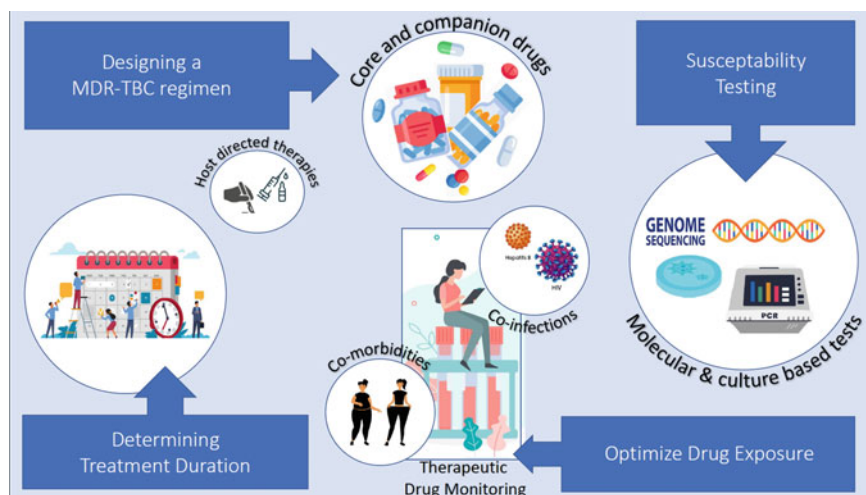 Designing a
MDR-TBC regimen
Core and companion drugs
Susceptability
Testing
Host directed therapies
GENOME
SEQUENCING
PCR
Molecular & culture based tests
Hepatitis B
HIV
Co-infections
Co-morbidities
Determining
Treatment Duration
Therapeutic
Drug Monitoring
Optimize Drug Exposure